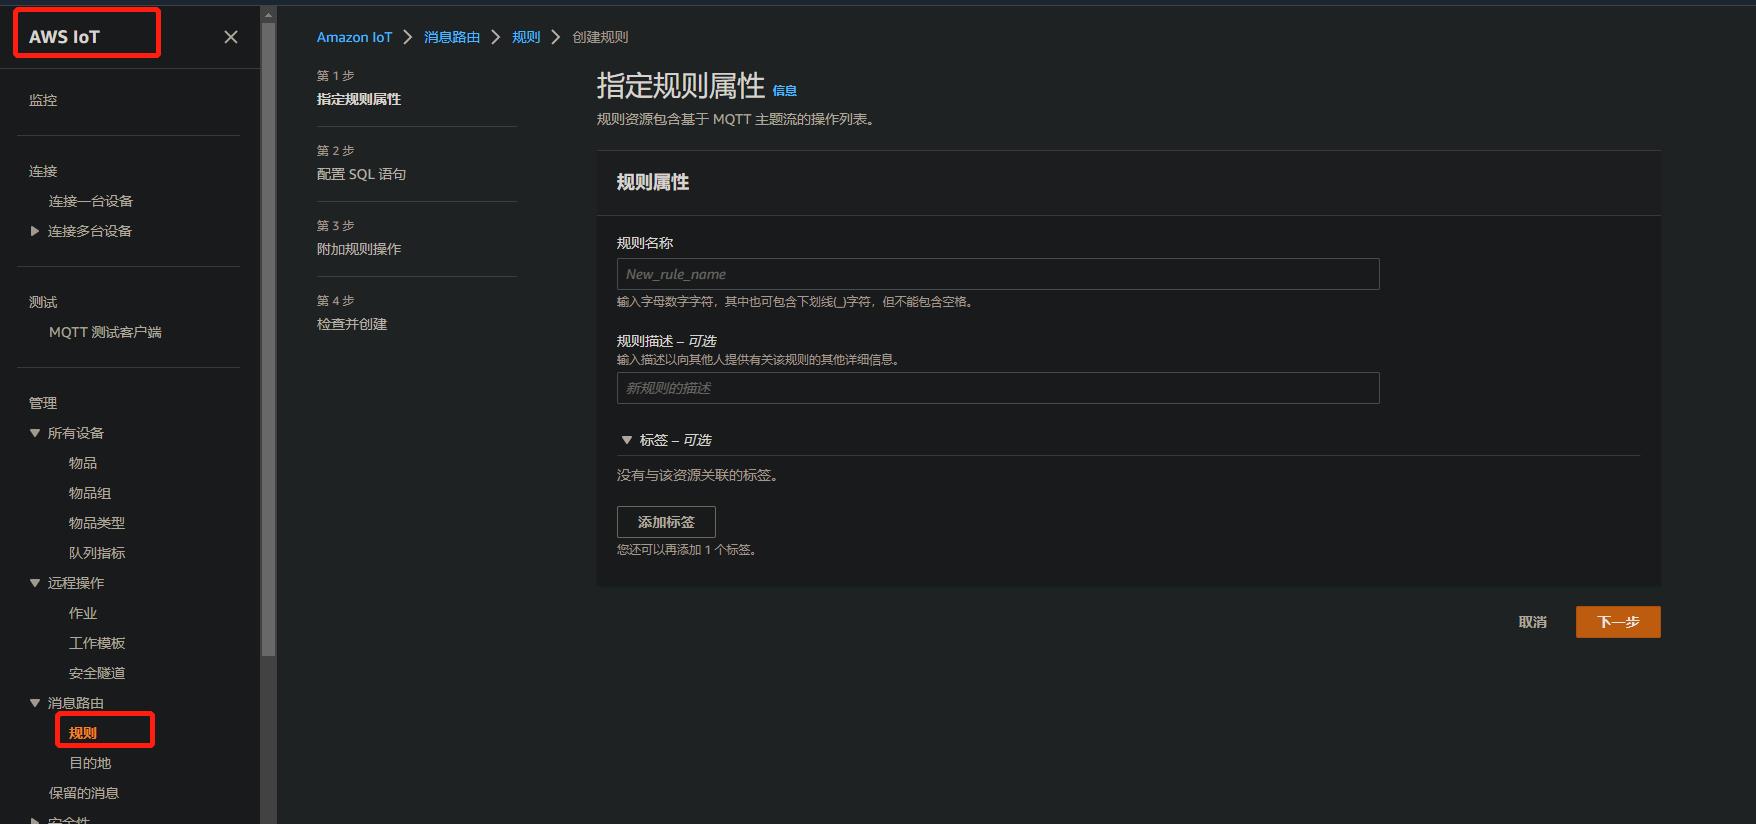 AWS IoT
监控
连接
连接一台设备
连接多台设备
测试
MQTT 测试客户端
管理
所有设备
物品
物品组
物品类型
队列指标
远程操作
作业
工作模板
安全隧道
消息路由
规则
目的地
保留的消息
安全性
Amazon IoT 消息路由 规则 创建规则
第 1 步
指定规则属性
第 2 步
配置 SQL 语句
第 3 步
附加规则操作
第 4 步
检查并创建
指定规则属性 信息
规则资源包含基于 MQTT 主题流的操作列表。
规则属性
规则名称
New_rule_name
输入字母数字字符，其中也可包含下划线(_)字符，但不能包含空格。
规则描述 – 可选
输入描述以向其他人提供有关该规则的其他详细信息。
新规则的描述
标签 – 可选
没有与该资源关联的标签。
添加标签
您还可以再添加 1 个标签。
取消 下一步